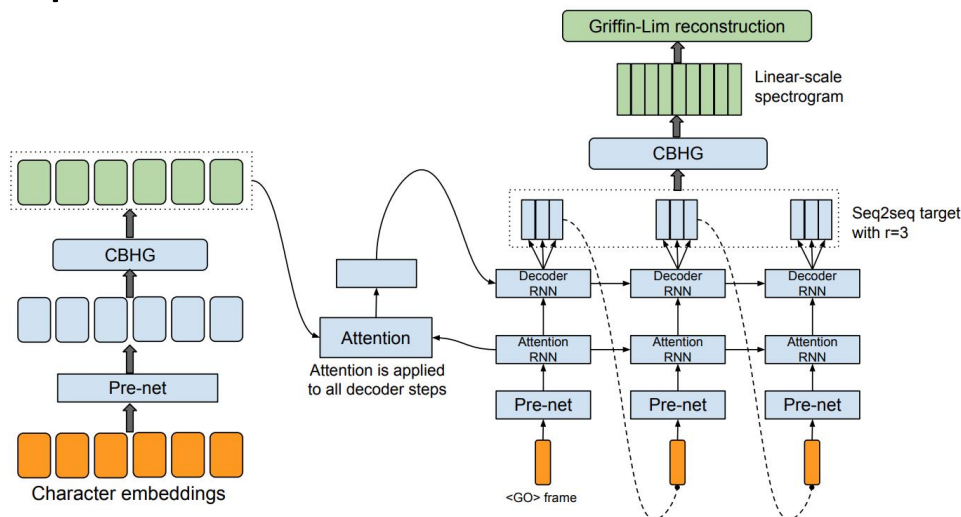 Griffin-Lim reconstruction
Linear-scale
spectrogram
CBHG
Seq2seq target
with r=3
CBHG
Decoder
RNN
Decoder
RNN
Decoder
RNN
Attention
Attention is applied
to all decoder steps
Attention
RNN
Attention
RNN
Attention
RNN
Pre-net
Pre-net
Pre-net
Pre-net
Character embeddings
<GO> frame